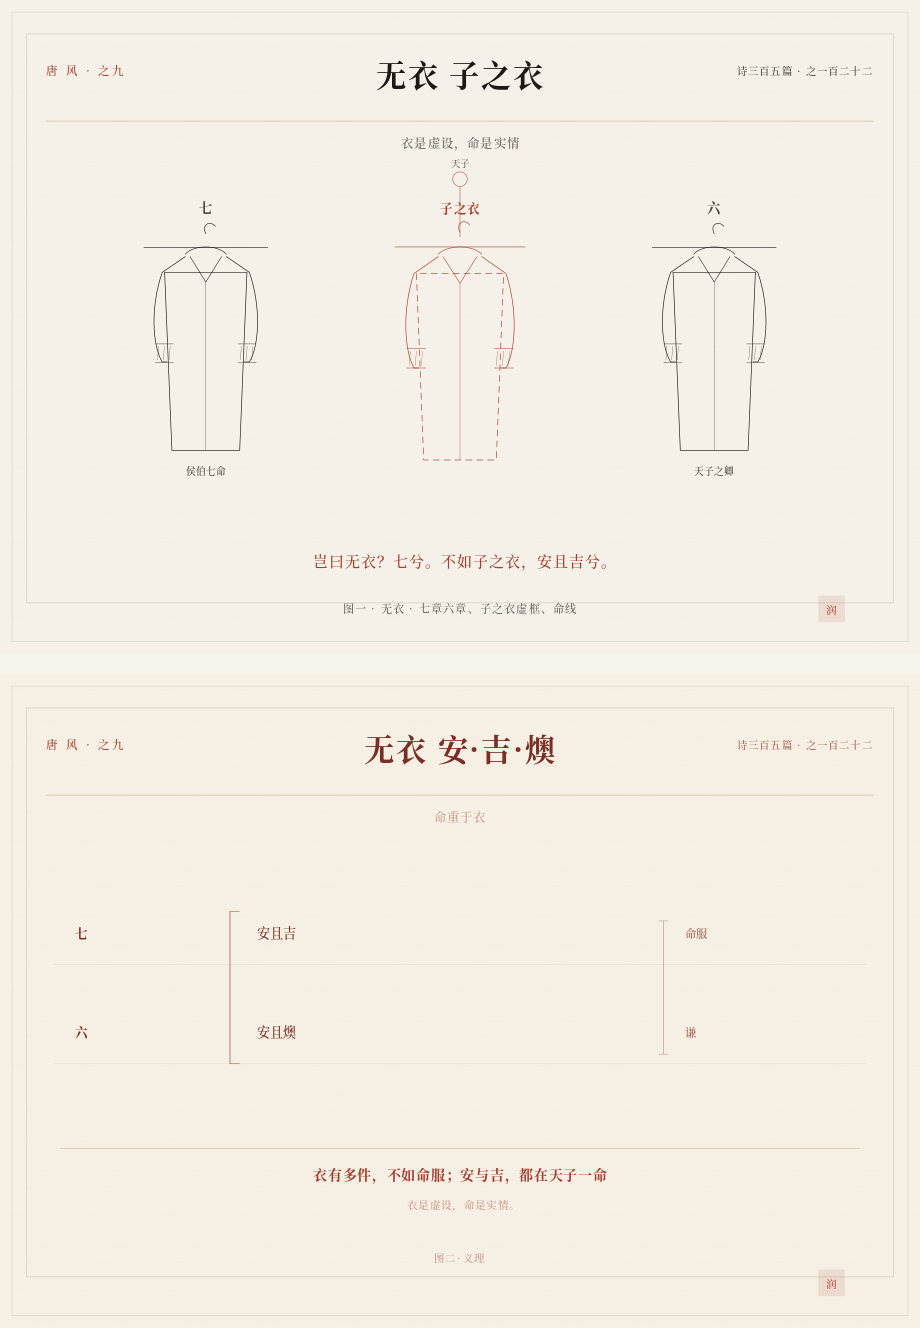 唐 风 · 之九
无衣 子之衣
诗三百五篇 · 之一百二十二
衣是虚设，命是实情
天子
七
子之衣
六
侯伯七命
天子之卿
岂曰无衣？七兮。不如子之衣，安且吉兮。
图一 · 无衣 · 七章六章、子之衣虚框、命线
润
唐 风 · 之九
无衣 安·吉·燠
诗三百五篇 · 之一百二十二
命重于衣
七
安且吉
命服
六
安且燠
谦
衣有多件，不如命服；安与吉，都在天子一命
衣是虚设，命是实情。
图二 · 义理
润